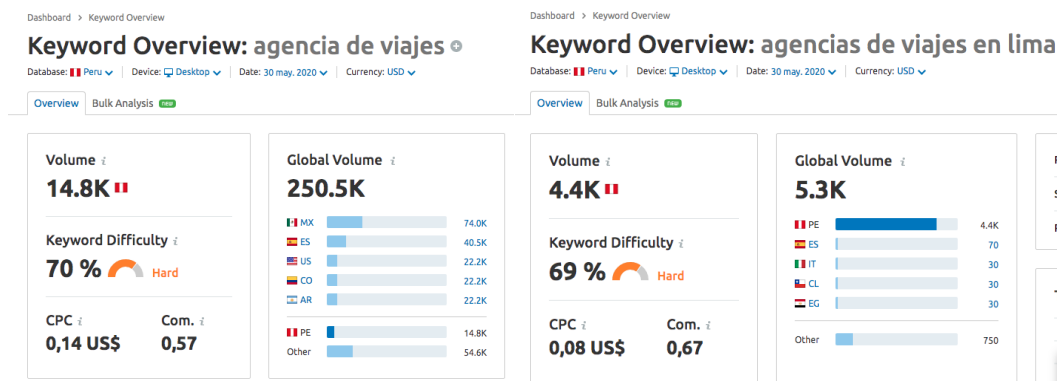 Dashboard > Keyword Overview
Keyword Overview: agencia de viajes
Database: Peru Device: Desktop Date: 30 may. 2020 Currency: USD
Overview Bulk Analysis new
Volume i
14.8K
Keyword Difficulty i
70 % Hard
CPC i Com. i
0,14 US$ 0,57
Global Volume i
250.5K
MX 74.0K
ES 40.5K
US 22.2K
CO 22.2K
AR 22.2K
PE 14.8K
Other 54.6K
Dashboard > Keyword Overview
Keyword Overview: agencias de viajes en lima
Database: Peru Device: Desktop Date: 30 may. 2020 Currency: USD
Overview Bulk Analysis new
Volume i
4.4K
Keyword Difficulty i
69 % Hard
CPC i Com. i
0,08 US$ 0,67
Global Volume i
5.3K
PE 4.4K
ES 70
IT 30
CL 30
EG 30
Other 750